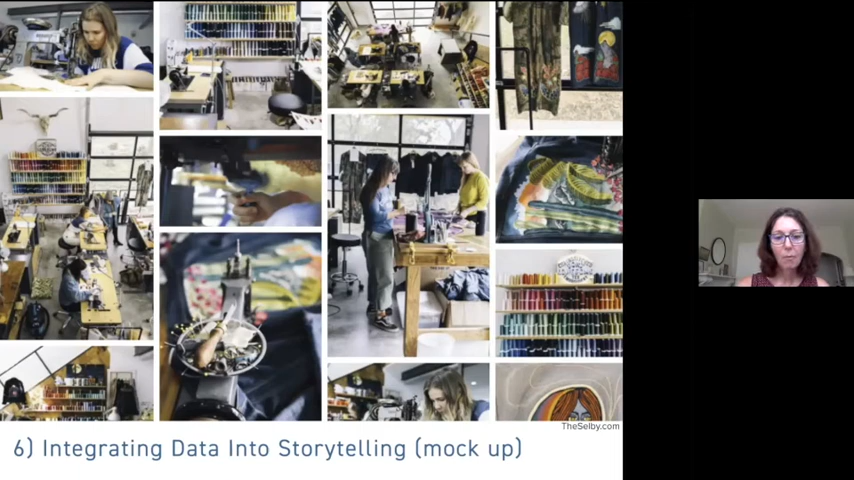 TheSelby.com
6) Integrating Data Into Storytelling (mock up)